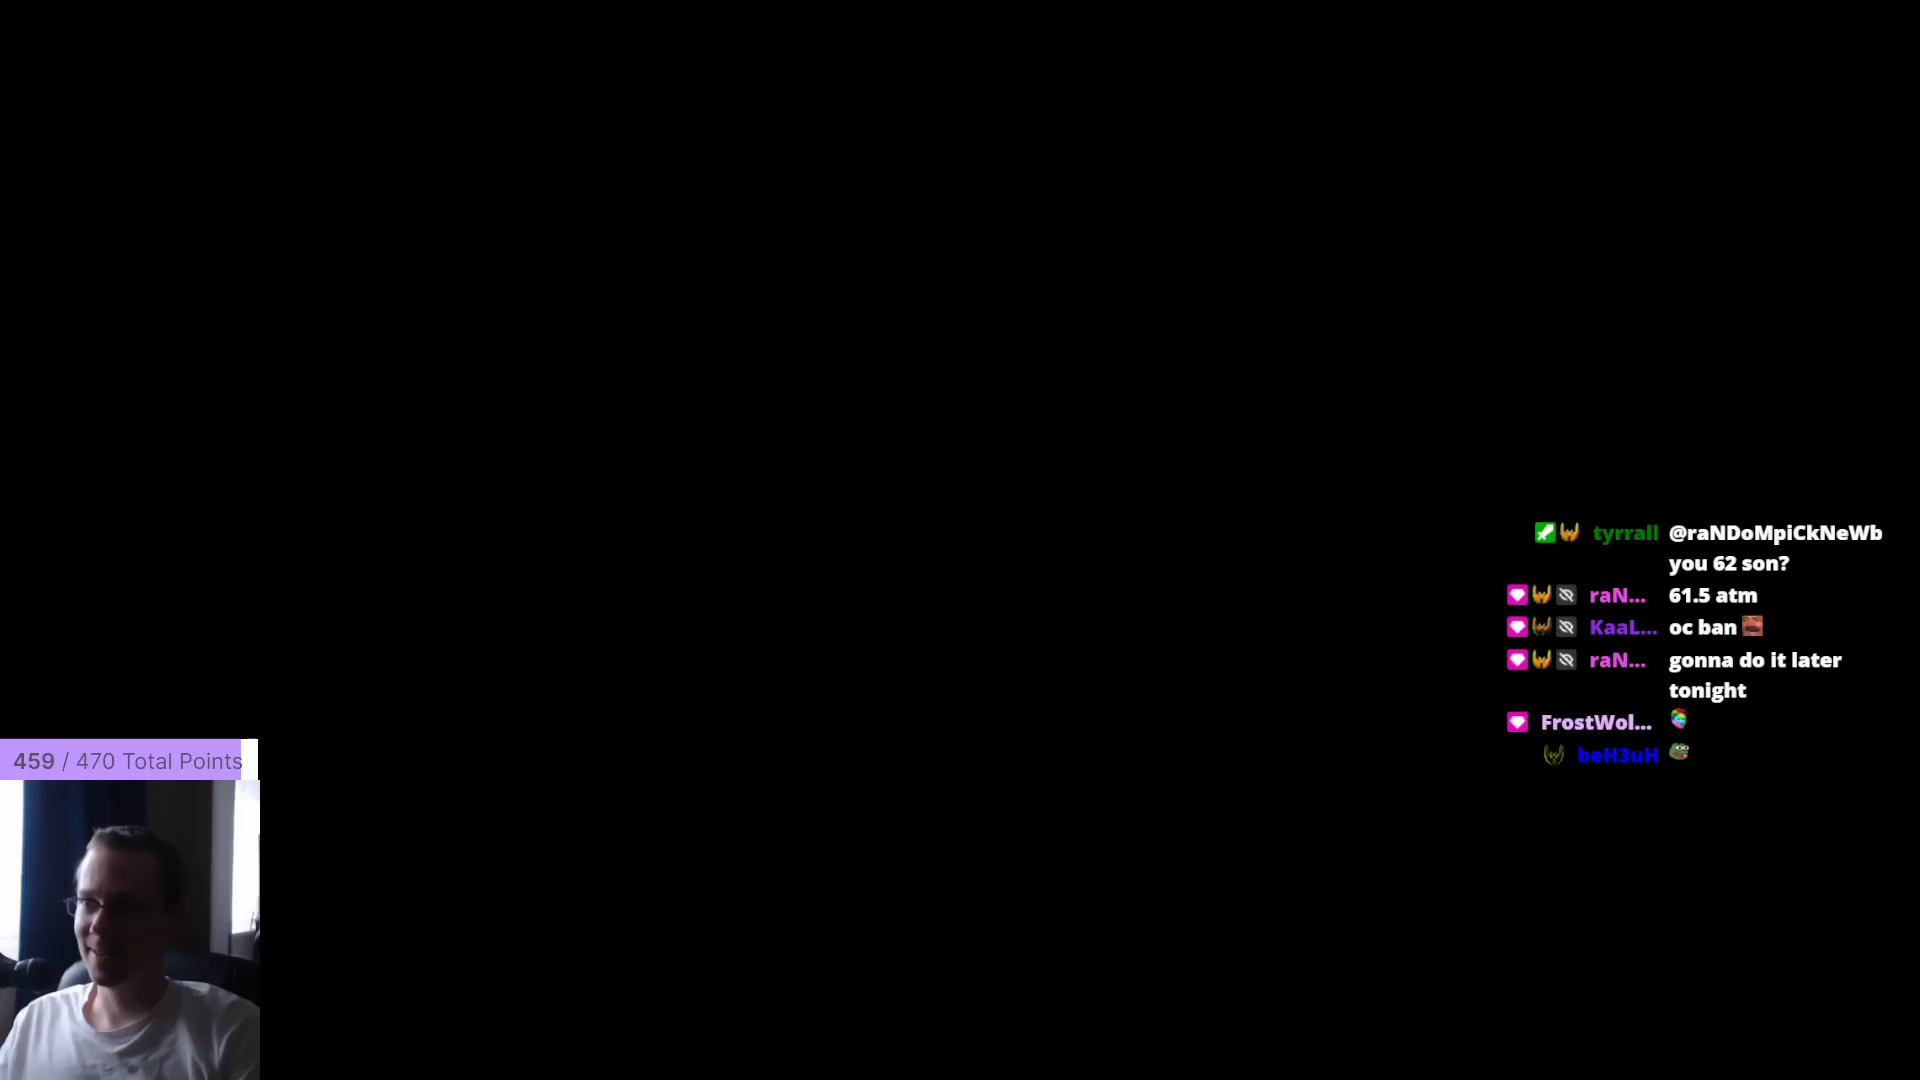 tyrrall @raNDoMpiCkNeWb
you 62 son?
raN... 61.5 atm
KaaL... oc ban
raN... gonna do it later
tonight
FrostWol...
beH3uH
459 / 470 Total Points